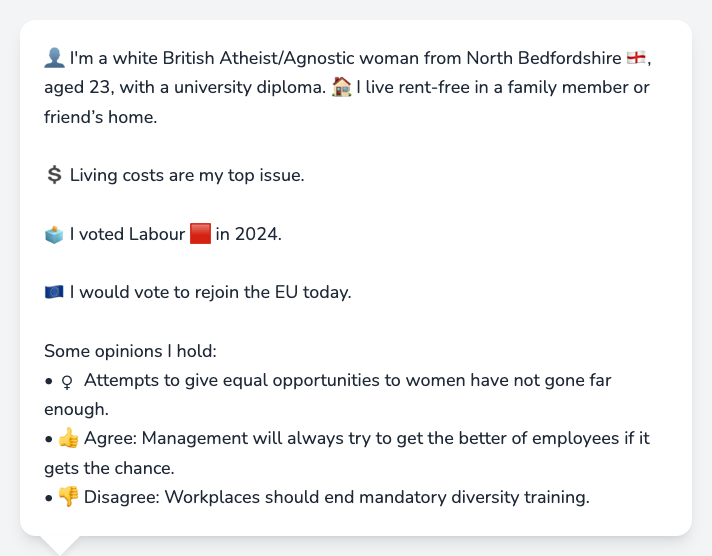 👤 I'm a white British Atheist/Agnostic woman from North Bedfordshire 🏴󠁧󠁢󠁥󠁮󠁧󠁿,
aged 23, with a university diploma. 🏠 I live rent-free in a family member or
friend’s home.
💲 Living costs are my top issue.
🗳️ I voted Labour 🟥 in 2024.
🇪🇺 I would vote to rejoin the EU today.
Some opinions I hold:
• ♀ Attempts to give equal opportunities to women have not gone far
enough.
• 👍 Agree: Management will always try to get the better of employees if it
gets the chance.
• 👎 Disagree: Workplaces should end mandatory diversity training.